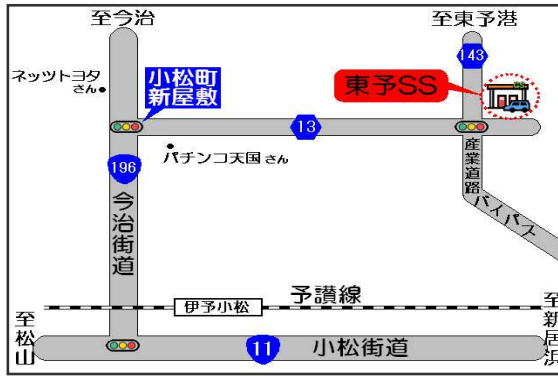 至今治
至東予港
ネッツトヨタ
さん
小松町
新屋敷
東予SS
143
13
パチンコ天国さん
196
今治街道
産業道路
バイパス
予讃線
伊予小松
至松山
至新居浜
11
小松街道